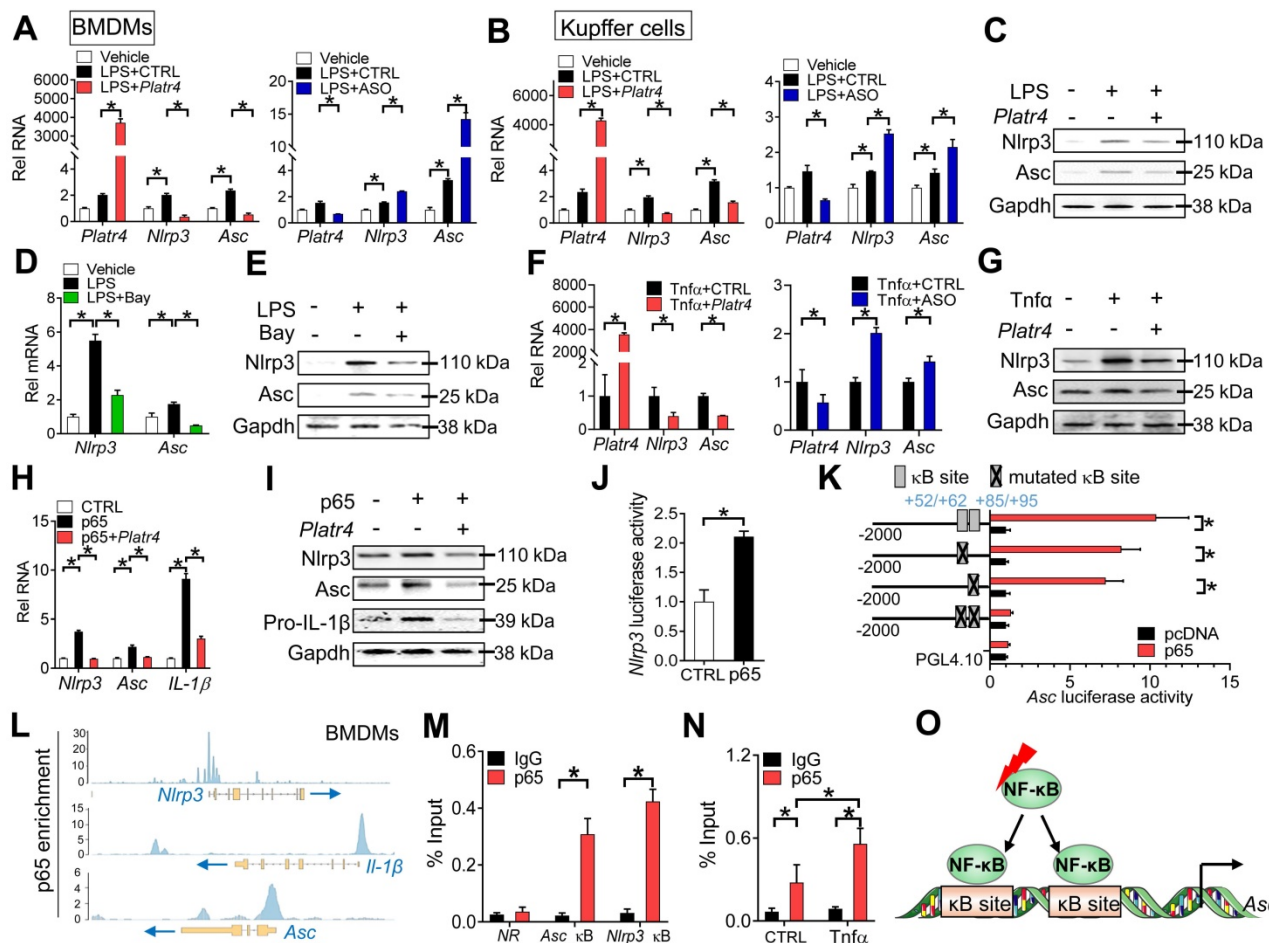 A
BMDMs
Vehicle
LPS+CTRL
LPS+Platr4
Rel RNA
6000
5000
4000
3000
4
2
0
Platr4 Nlrp3 Asc
* * * * *
Vehicle
LPS+CTRL
LPS+ASO
15
10
5
4
2
0
Platr4 Nlrp3 Asc
* * * * *
B
Kupffer cells
Vehicle
LPS+CTRL
LPS+Platr4
Rel RNA
6000
4000
4
2
0
Platr4 Nlrp3 Asc
* * * * *
Vehicle
LPS+CTRL
LPS+ASO
4
3
2
1
0
Platr4 Nlrp3 Asc
* * * * *
C
LPS - + +
Platr4 - - +
Nlrp3 110 kDa
Asc 25 kDa
Gapdh 38 kDa
D
Vehicle
LPS
LPS+Bay
Rel mRNA
8
6
4
2
0
* * * *
Nlrp3 Asc
E
- + LPS +
- - Bay +
Nlrp3 110 kDa
Asc 25 kDa
Gapdh 38 kDa
F
Tnfα+CTRL
Tnfα+Platr4
Rel RNA
8000
6000
4000
2000
2
1
0
* * *
Platr4 Nlrp3 Asc
Tnfα+CTRL
Tnfα+ASO
3
2
1
0
* * *
Platr4 Nlrp3 Asc
G
Tnfα - + +
Platr4 - - +
Nlrp3 110 kDa
Asc 25 kDa
Gapdh 38 kDa
H
CTRL
p65
p65+Platr4
Rel RNA
15
10
5
0
* * * * * *
Nlrp3 Asc IL-1β
I
p65 - + +
Platr4 - - +
Nlrp3 110 kDa
Asc 25 kDa
Pro-IL-1β 39 kDa
Gapdh 38 kDa
J
Nlrp3 luciferase activity
2.5
2.0
1.5
1.0
0.5
0.0
*
CTRL p65
K
κB site mutated κB site
+52/+62 +85/+95
-2000 *
-2000 *
-2000 *
-2000
PGL4.10
pcDNA
p65
0 5 10 15
Asc luciferase activity
L
BMDMs
p65 enrichment
30
20
10
0
Nlrp3
15
10
5
0
Il-1β
6
4
2
0
Asc
M
IgG
p65
% Input
0.6
0.4
0.2
0.0
* *
NR Asc κB Nlrp3 κB
N
IgG
p65
% Input
1.2
0.6
0.0
* * *
CTRL Tnfα
O
NF-κB
NF-κB NF-κB
κB site κB site Asc